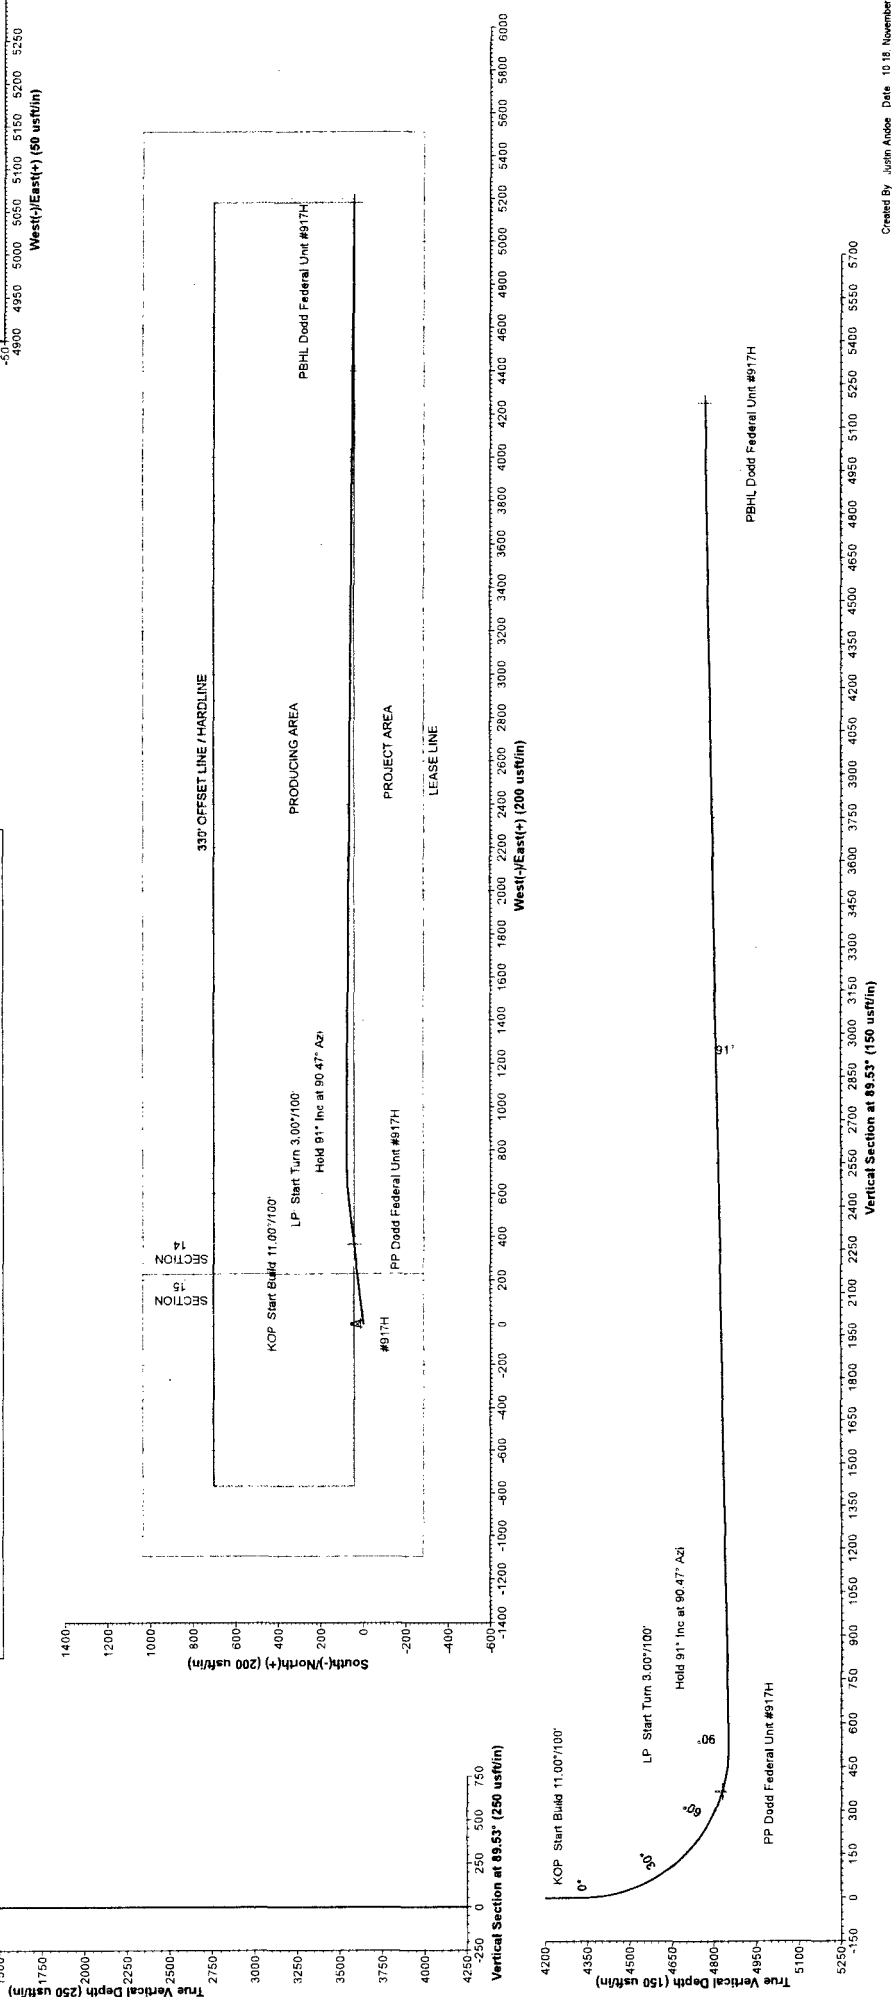 -50
4900 4950 5000 5050 5100 5150 5200 5250
West(-)/East(+) (50 usft/in)
1750
2000
2250
2500
2750
3000
3250
3500
3750
4000
4250
True Vertical Depth (250 usft/in)
-250 0 250 500 750
Vertical Section at 89.53° (250 usft/in)
1400
1200
1000
800
600
400
200
0
-200
-400
-600
South(-)/North(+) (200 usft/in)
SECTION 15
SECTION 14
330' OFFSET LINE / HARDLINE
KOP Start Build 11.00°/100'
LP Start Turn 3.00°/100'
Hold 91° Inc at 90.47° Azi
PRODUCING AREA
PBHL Dodd Federal Unit #917H
#917H
PP Dodd Federal Unit #917H
PROJECT AREA
LEASE LINE
-1400 -1200 -1000 -800 -600 -400 -200 0 200 400 600 800 1000 1200 1400 1600 1800 2000 2200 2400 2600 2800 3000 3200 3400 3600 3800 4000 4200 4400 4600 4800 5000 5200 5400 5600 5800 6000
West(-)/East(+) (200 usft/in)
4200
4350
4500
4650
4800
4950
5100
5250
True Vertical Depth (150 usft/in)
KOP Start Build 11.00°/100'
0°
30°
60°
90°
LP Start Turn 3.00°/100'
Hold 91° Inc at 90.47° Azi
91°
PP Dodd Federal Unit #917H
PBHL Dodd Federal Unit #917H
-150 0 150 300 450 600 750 900 1050 1200 1350 1500 1650 1800 1950 2100 2250 2400 2550 2700 2850 3000 3150 3300 3450 3600 3750 3900 4050 4200 4350 4500 4650 4800 4950 5100 5250 5400 5550 5700
Vertical Section at 89.53° (150 usft/in)
Created By Justin Andoe Date 10 18, November